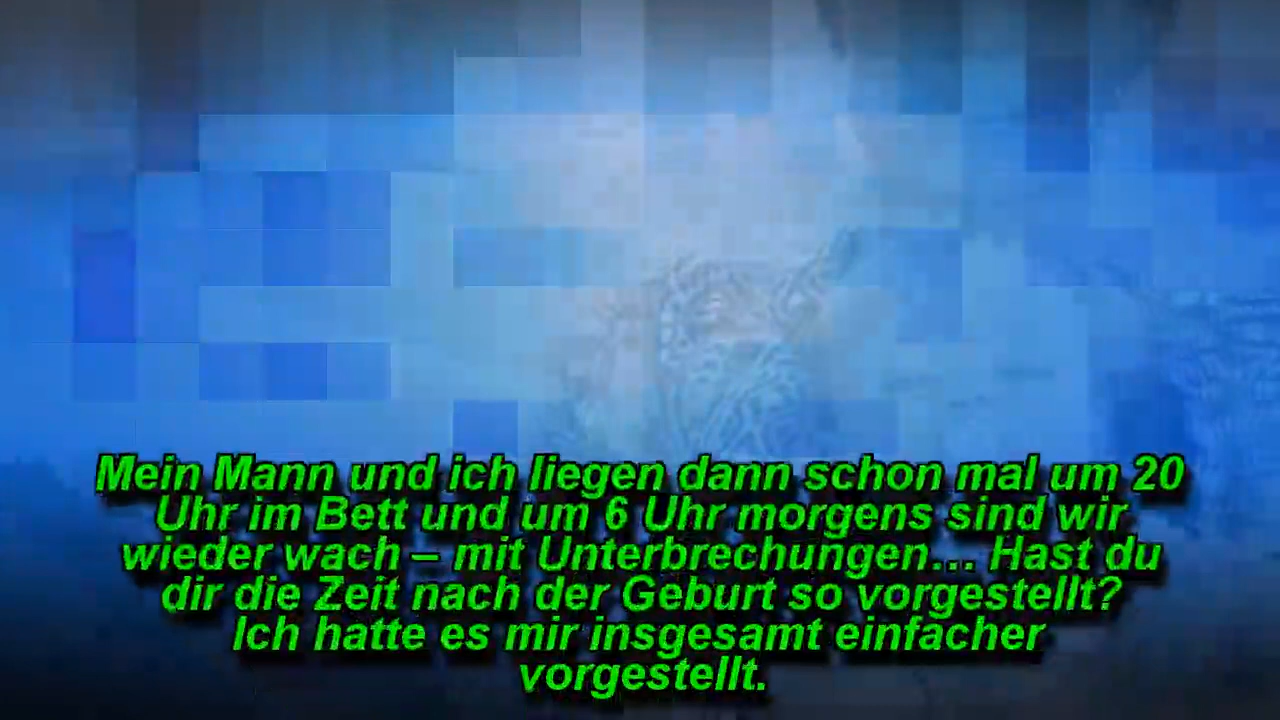 Mein Mann und ich liegen dann schon mal um 20
Uhr im Bett und um 6 Uhr morgens sind wir
wieder wach – mit Unterbrechungen... Hast du
dir die Zeit nach der Geburt so vorgestellt?
Ich hatte es mir insgesamt einfacher
vorgestellt.